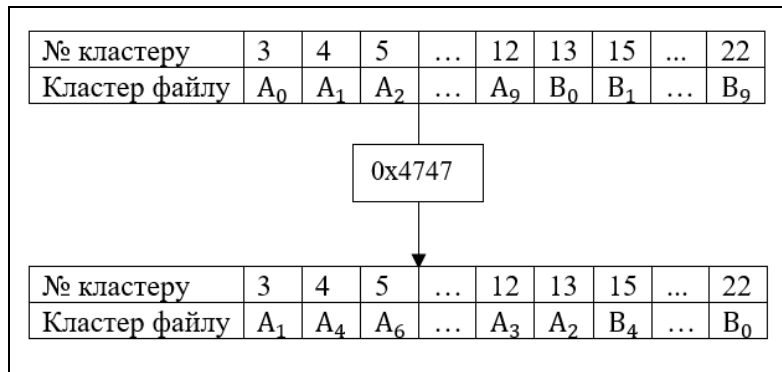 № кластеру 3 4 5 … 12 13 15 ... 22
Кластер файлу A₀ A₁ A₂ … A₉ B₀ B₁ … B₉
0x4747
№ кластеру 3 4 5 … 12 13 15 ... 22
Кластер файлу A₁ A₄ A₆ … A₃ A₂ B₄ … B₀